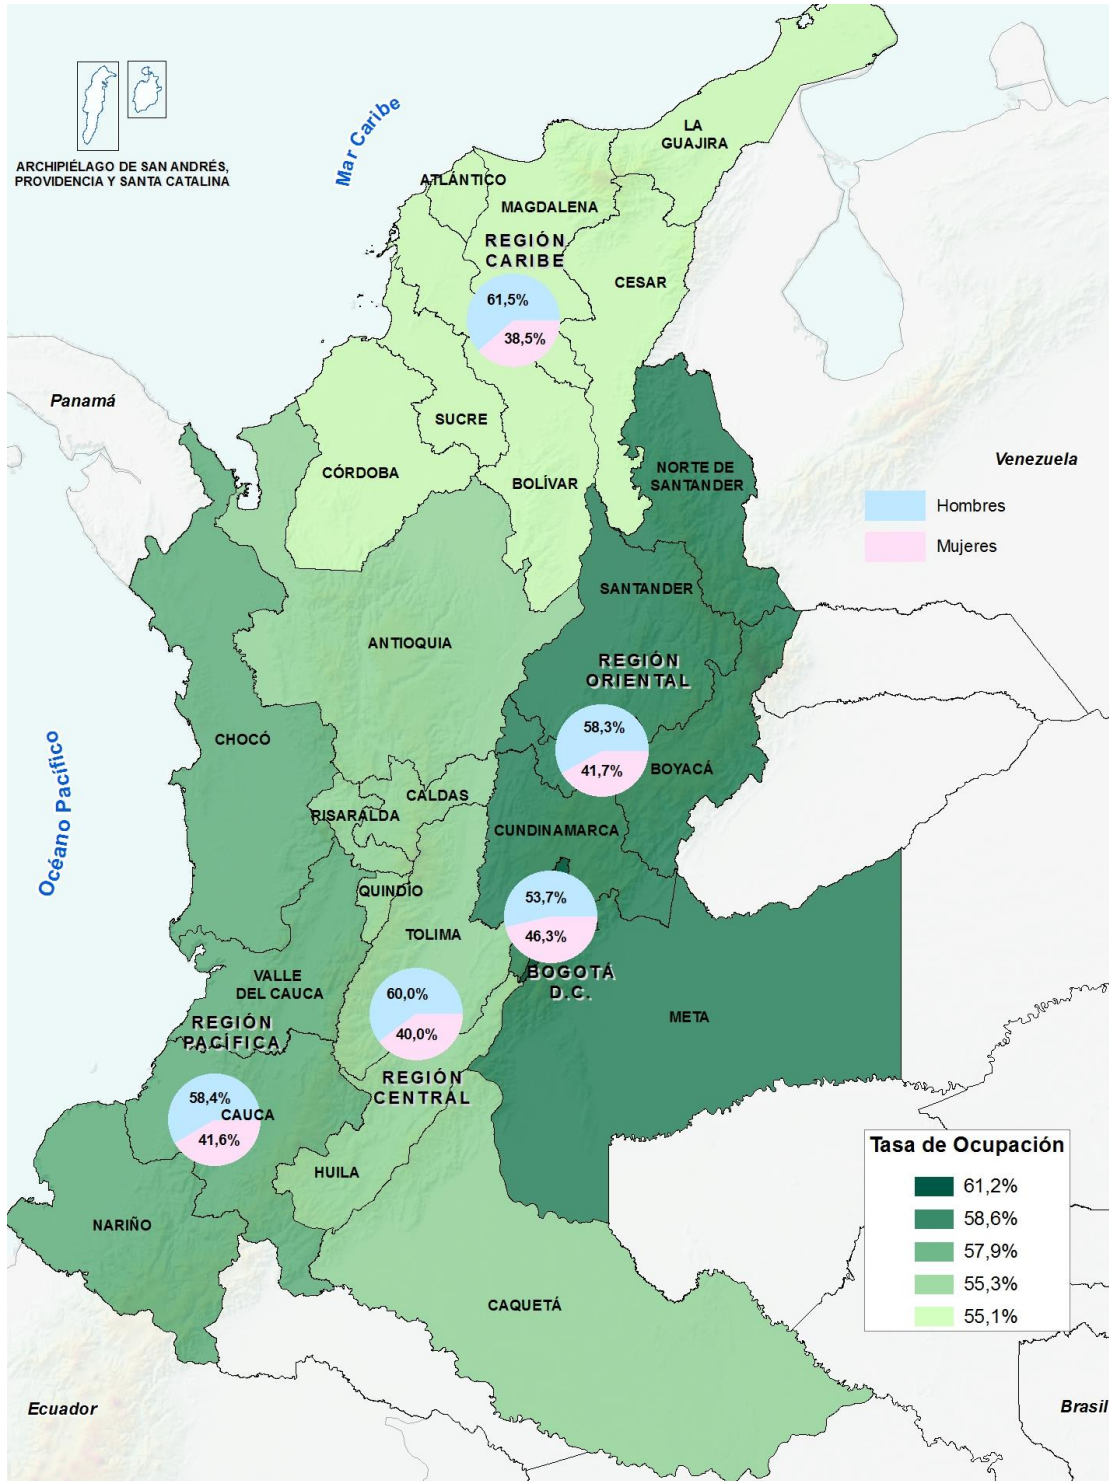 ARCHIPIÉLAGO DE SAN ANDRÉS,
PROVIDENCIA Y SANTA CATALINA
Mar Caribe
LA
GUAJIRA
ATLÁNTICO
MAGDALENA
REGIÓN
CARIBE
CESAR
61,5%
38,5%
Panamá
SUCRE
CÓRDOBA
BOLÍVAR
NORTE DE
SANTANDER
Venezuela
Hombres
Mujeres
SANTANDER
ANTIOQUIA
REGIÓN
ORIENTAL
58,3%
41,7%
BOYACÁ
CHOCÓ
Océano Pacífico
CALDAS
RISARALDA
CUNDINAMARCA
QUINDÍO
53,7%
46,3%
BOGOTÁ
D.C.
TOLIMA
VALLE
DEL CAUCA
60,0%
40,0%
META
REGIÓN
PACÍFICA
REGIÓN
CENTRAL
58,4%
CAUCA
41,6%
HUILA
NARIÑO
CAQUETÁ
Tasa de Ocupación
61,2%
58,6%
57,9%
55,3%
55,1%
Ecuador
Brasil